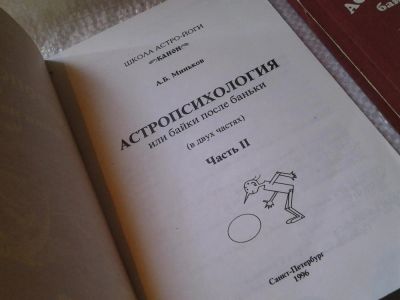 ШКОЛА АСТРО-ЙОГИ
«КАНОН»
А.Б. Миньков
АСТРОПСИХОЛОГИЯ
или байки после баньки
(в двух частях)
Часть II
Санкт-Петербург
1996